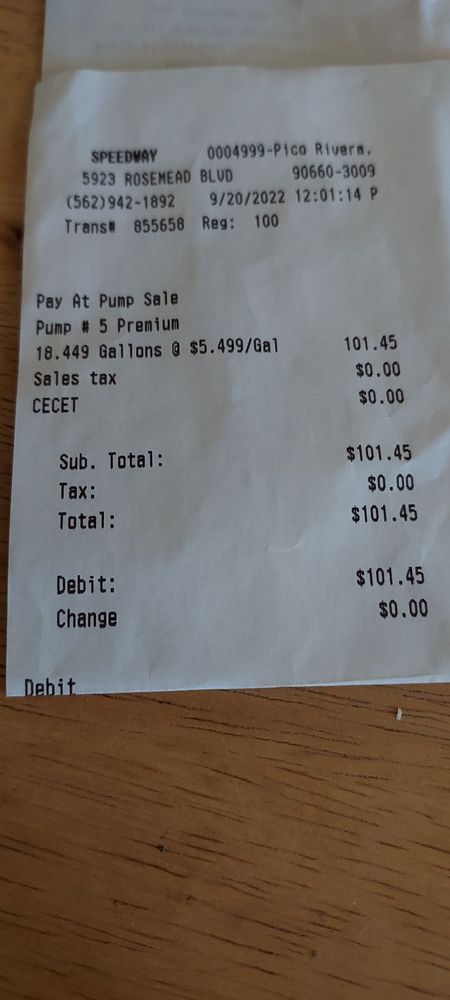 SPEEDWAY 0004999-Pico Rivera,
5923 ROSEMEAD BLVD 90660-3009
(562)942-1892 9/20/2022 12:01:14 P
Trans# 855658 Reg: 100
Pay At Pump Sale
Pump # 5 Premium
18.449 Gallons @ $5.499/Gal 101.45
Sales tax $0.00
CECET $0.00
Sub. Total: $101.45
Tax: $0.00
Total: $101.45
Debit: $101.45
Change $0.00
Debit